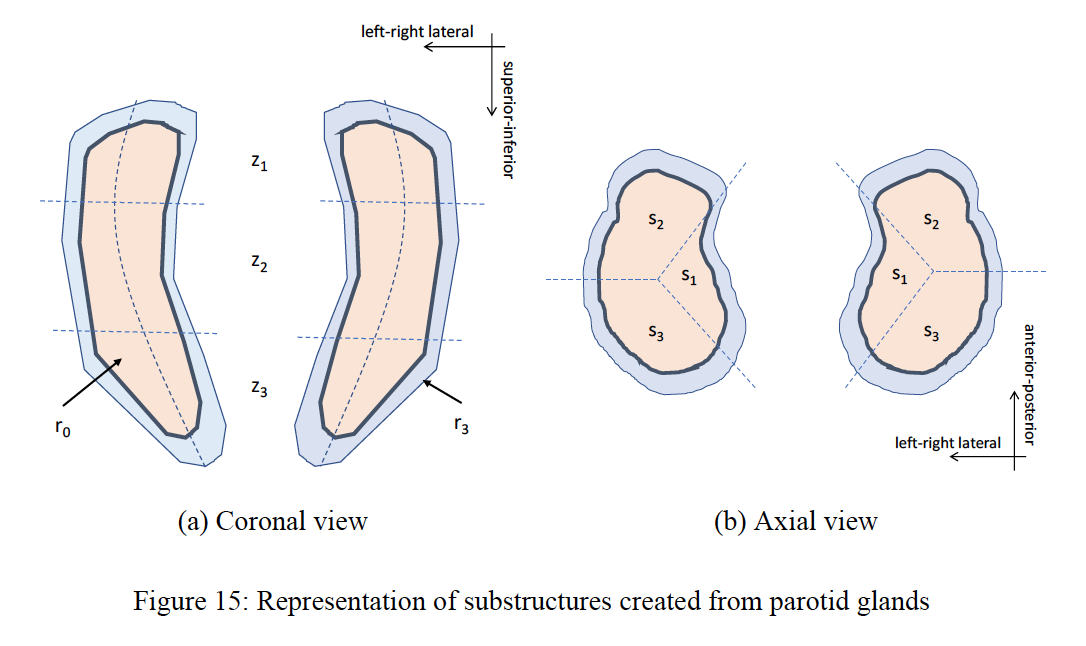 left-right lateral
superior-inferior
z1
z2
z3
r0
r3
(a) Coronal view
s2
s1
s3
s2
s1
s3
anterior-posterior
left-right lateral
(b) Axial view
Figure 15: Representation of substructures created from parotid glands